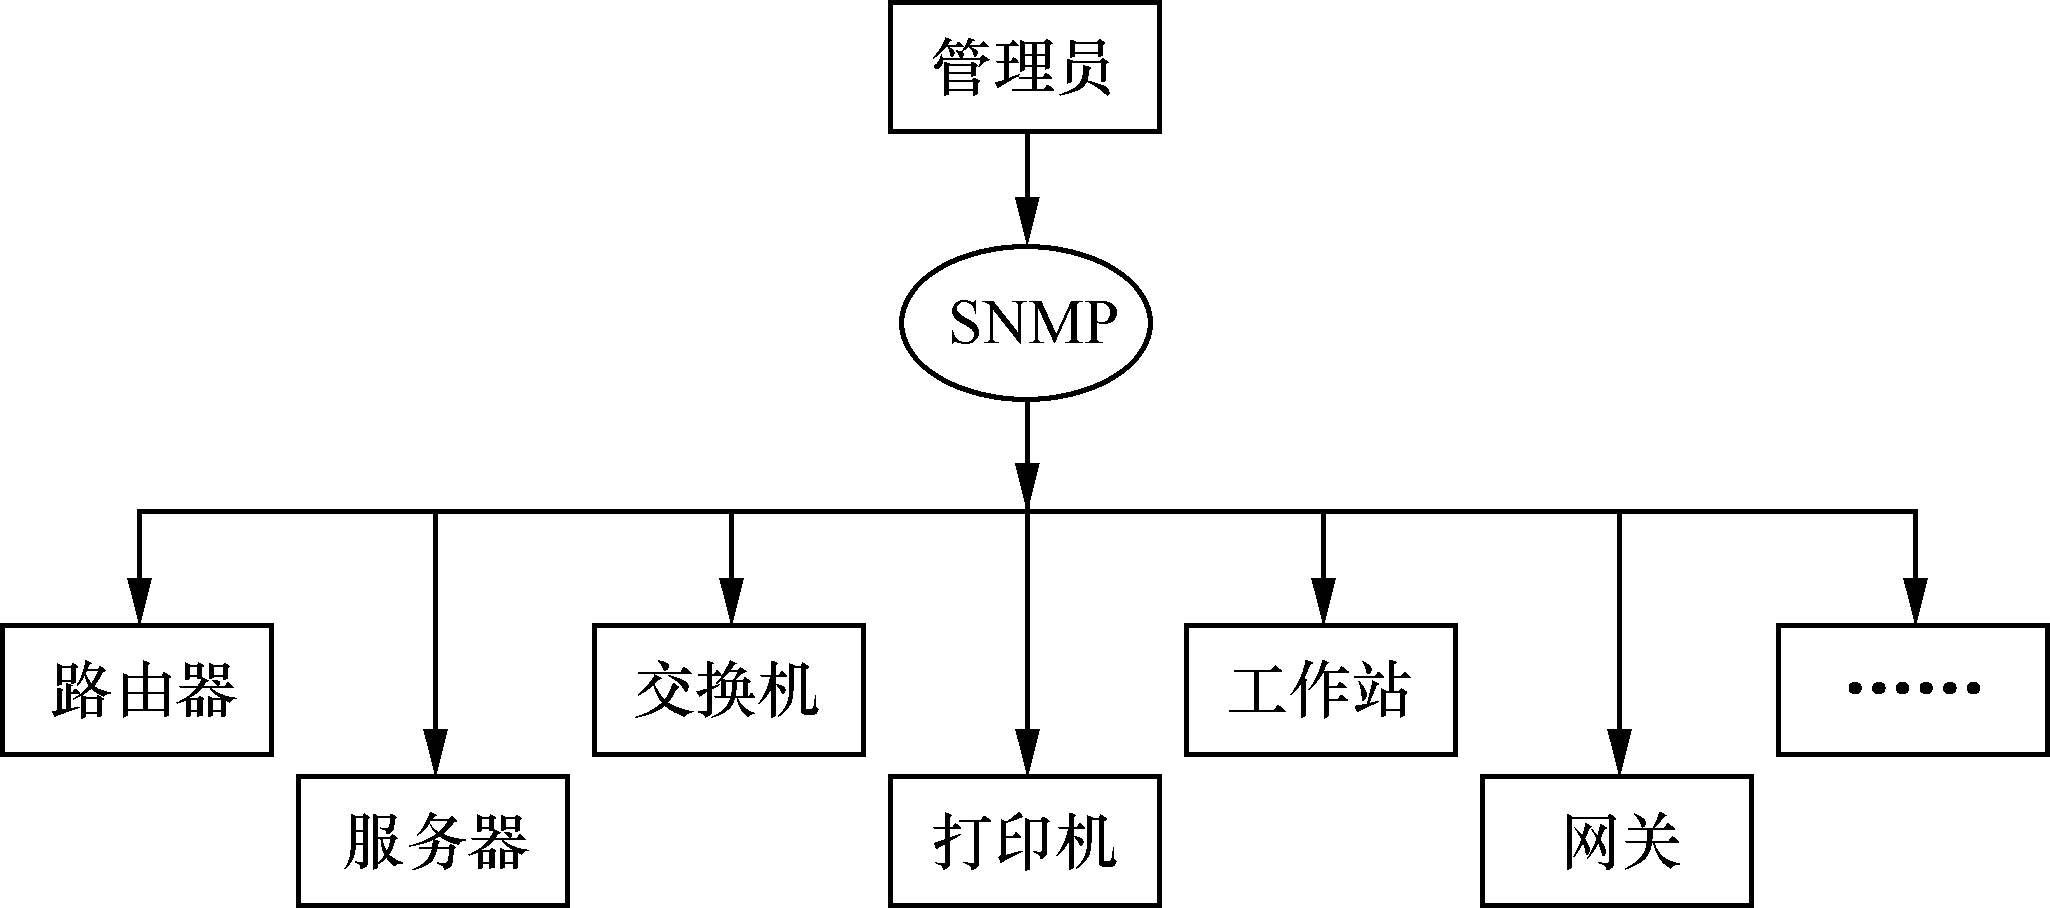 管理员
SNMP
路由器
交换机
工作站
……
服务器
打印机
网关